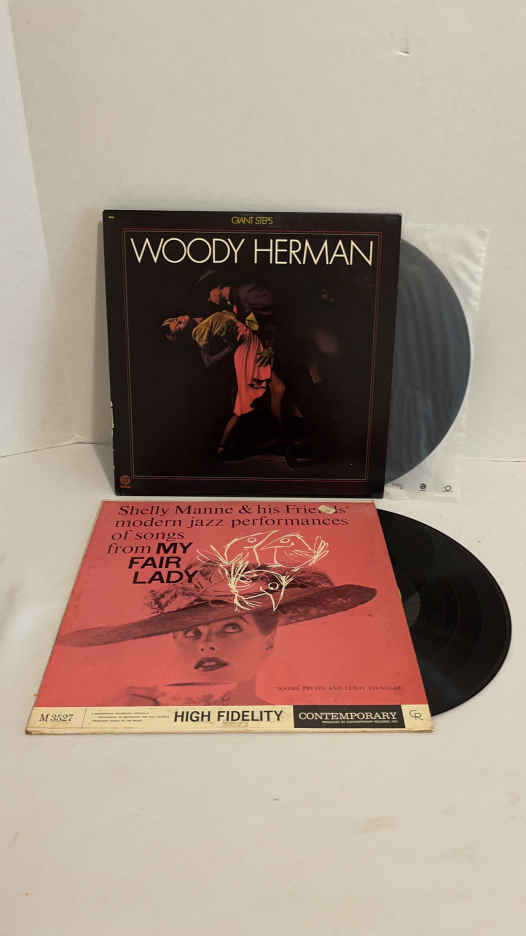 GIANT STEPS
WOODY HERMAN
Shelly Manne & his Friends'
modern jazz performances
of songs
from MY
FAIR
LADY
*ANDRE PREVIN AND LEROY VINNEGAR
M 3527
HIGH FIDELITY
CONTEMPORARY
CR